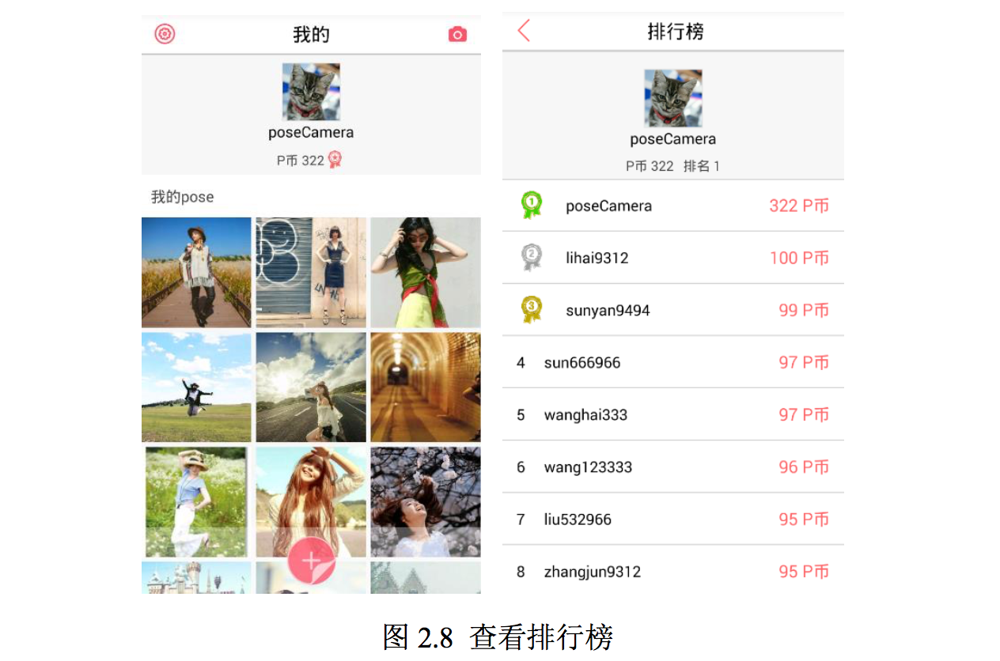 我的
poseCamera
P币 322
我的pose
排行榜
poseCamera
P币 322 排名 1
1 poseCamera 322 P币
2 lihai9312 100 P币
3 sunyan9494 99 P币
4 sun666966 97 P币
5 wanghai333 97 P币
6 wang123333 96 P币
7 liu532966 95 P币
8 zhangjun9312 95 P币
图 2.8 查看排行榜